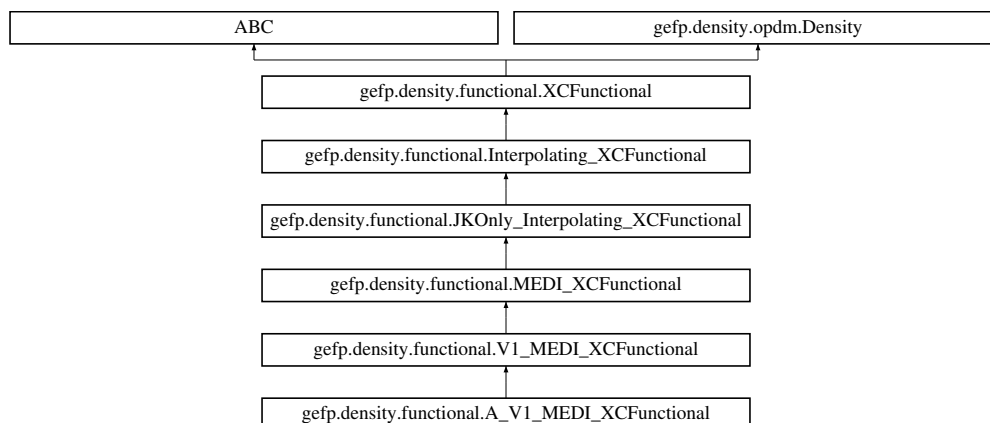 ABC
gefp.density.opdm.Density
gefp.density.functional.XCFunctional
gefp.density.functional.Interpolating_XCFunctional
gefp.density.functional.JKOnly_Interpolating_XCFunctional
gefp.density.functional.MEDI_XCFunctional
gefp.density.functional.V1_MEDI_XCFunctional
gefp.density.functional.A_V1_MEDI_XCFunctional